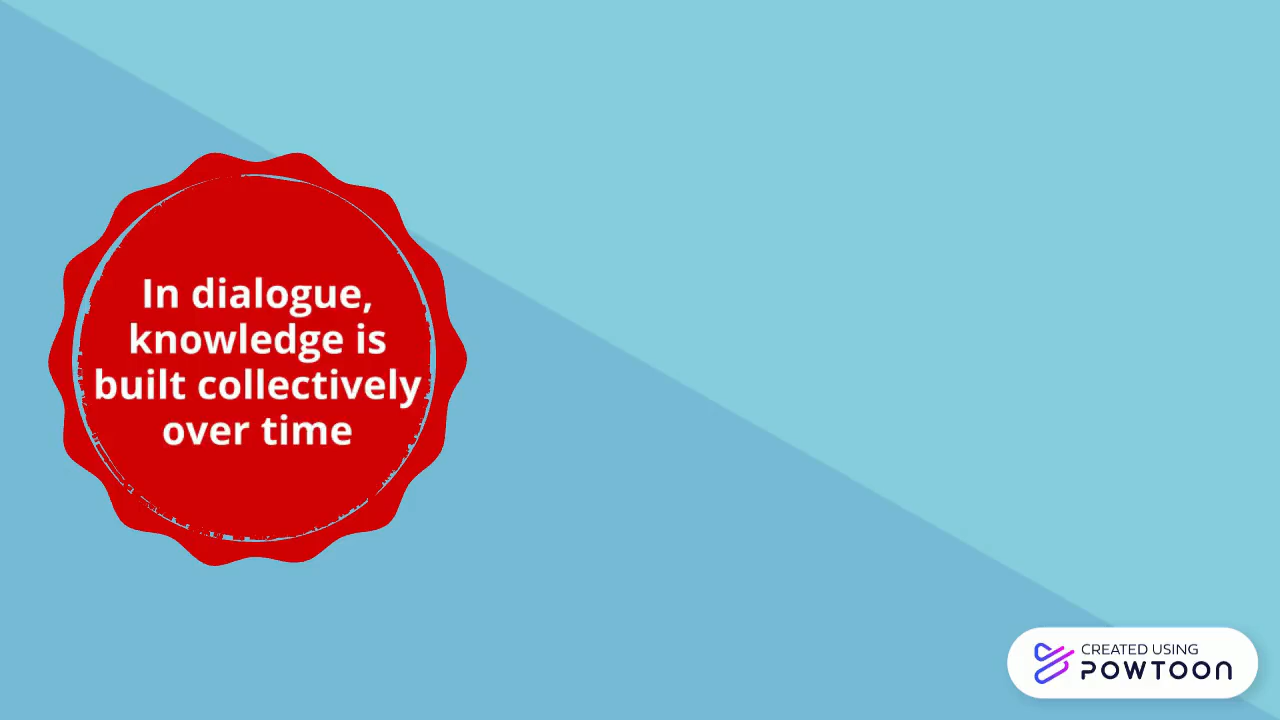 In dialogue,
knowledge is
built collectively
over time
CREATED USING
POWTOON